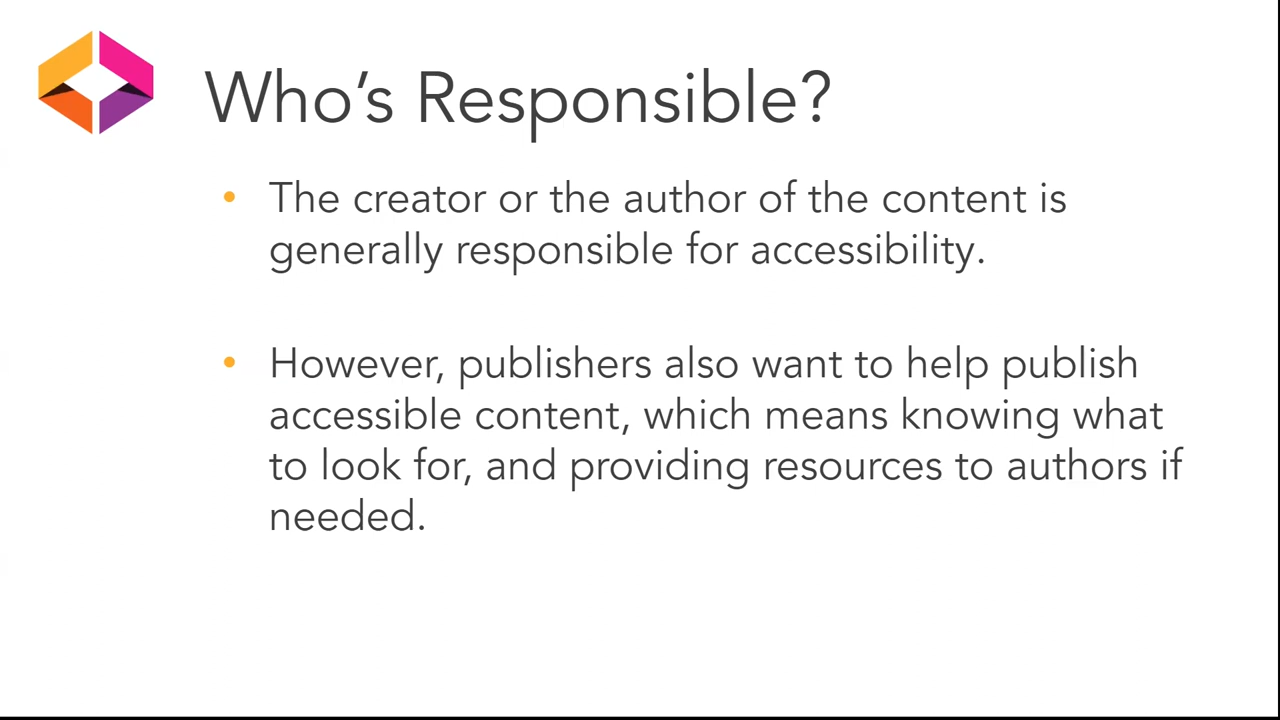 Who's Responsible?
• The creator or the author of the content is
generally responsible for accessibility.
• However, publishers also want to help publish
accessible content, which means knowing what
to look for, and providing resources to authors if
needed.